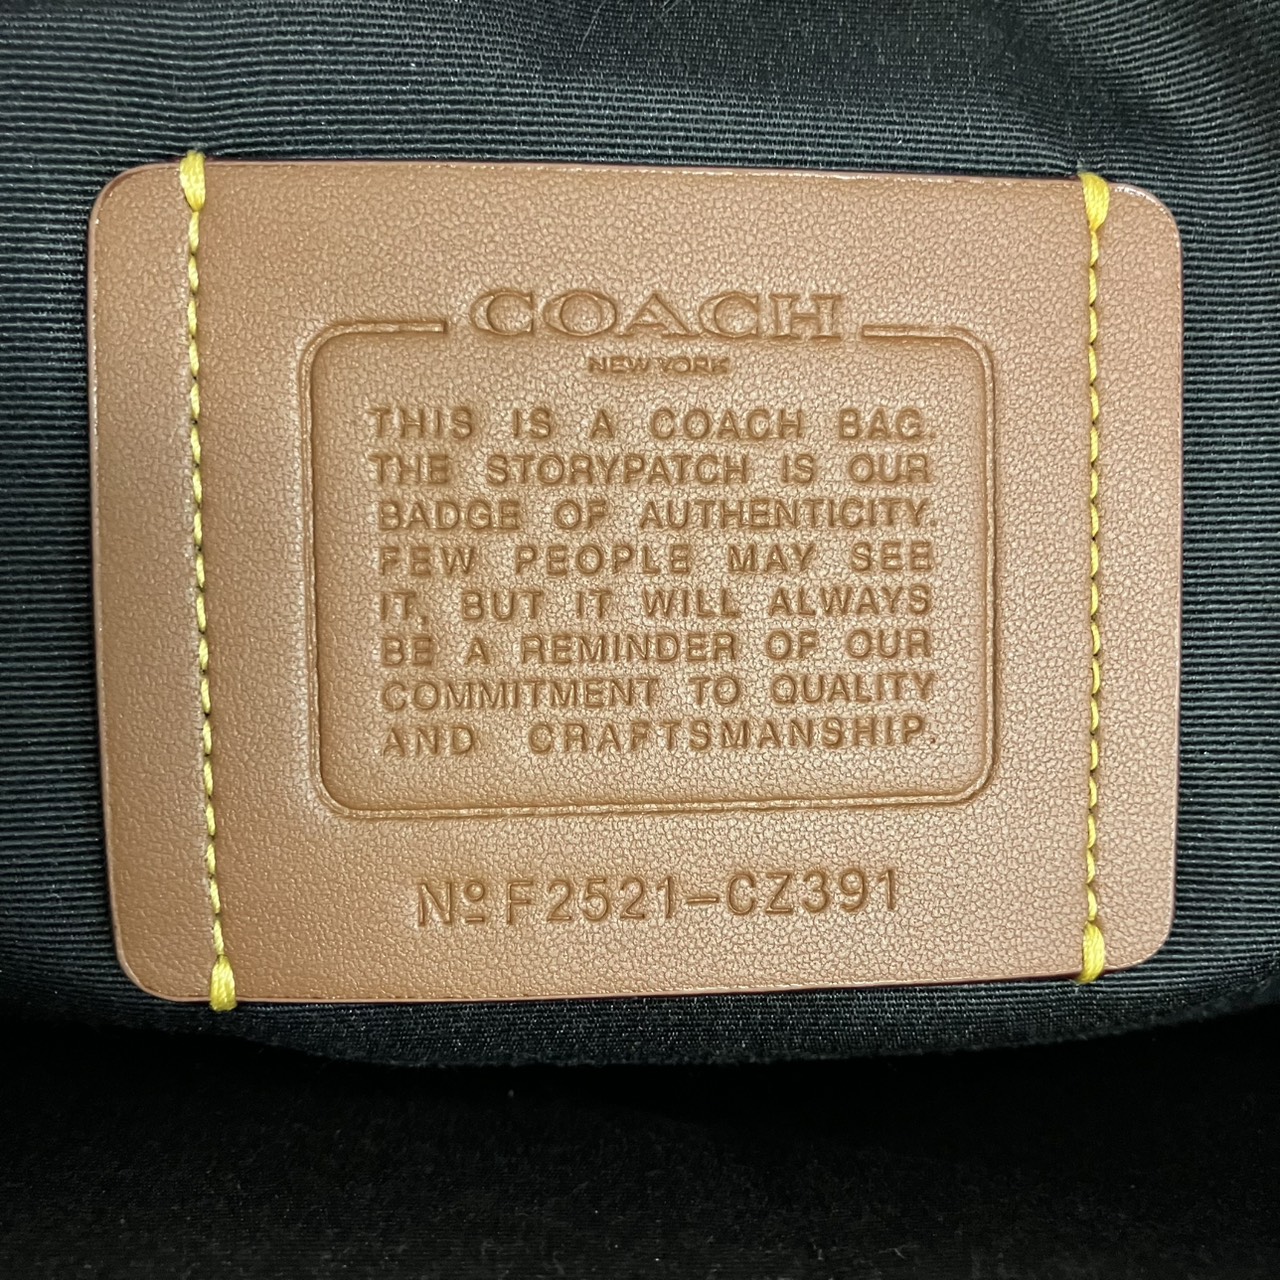 COACH
NEW YORK
THIS IS A COACH BAG.
THE STORYPATCH IS OUR
BADGE OF AUTHENTICITY.
FEW PEOPLE MAY SEE
IT, BUT IT WILL ALWAYS
BE A REMINDER OF OUR
COMMITMENT TO QUALITY
AND CRAFTSMANSHIP.
Nº F2521-CZ391